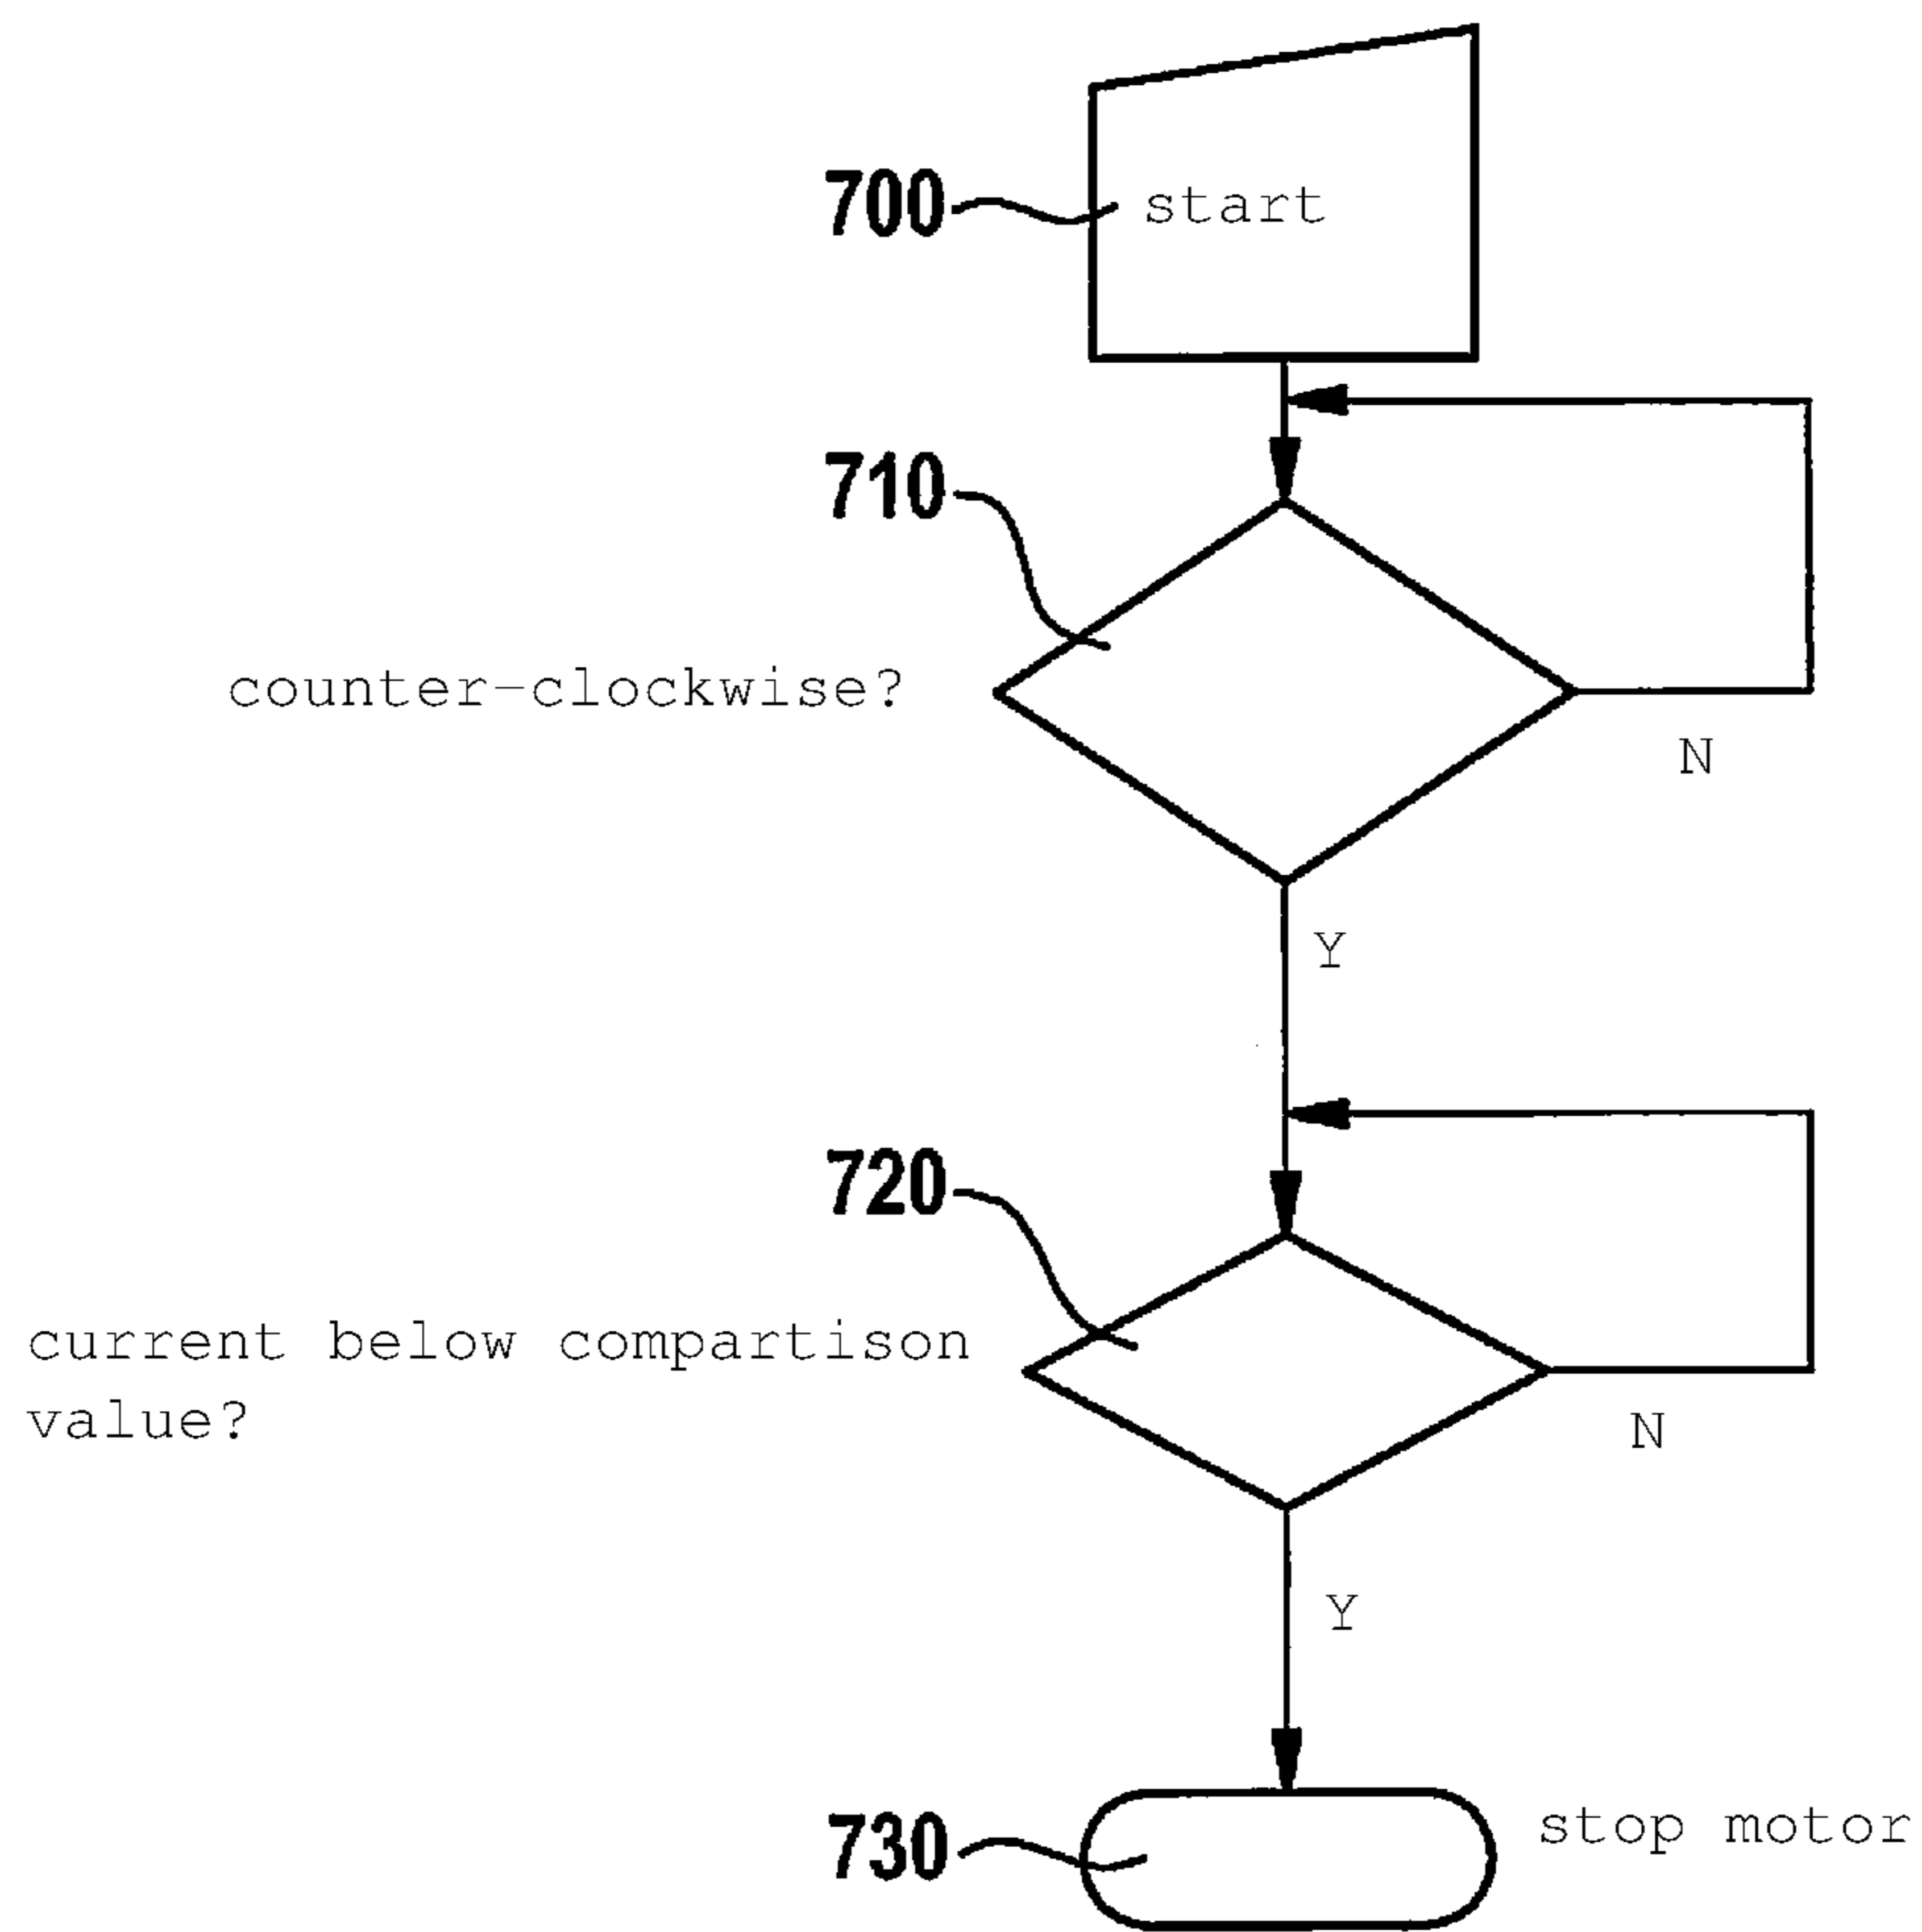 700
start
710
counter-clockwise?
N
Y
720
current below compartison
value?
N
Y
730
stop motor